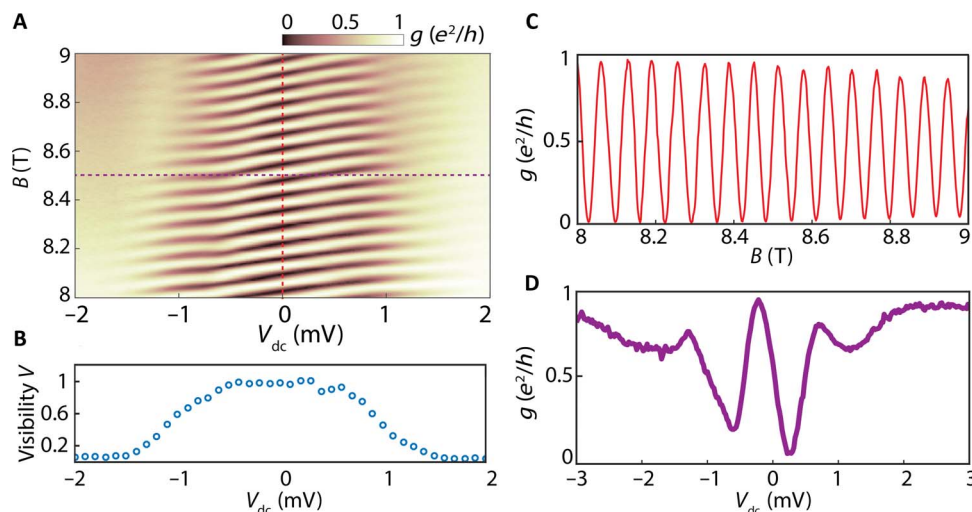 A
0 0.5 1
g (e²/h)
9
8.8
8.6
8.4
8.2
8
B (T)
−2 −1 0 1 2
V_dc (mV)
B
1
0.6
0.2
Visibility V
−2 −1 0 1 2
V_dc (mV)
C
1
0.5
0
g (e²/h)
8 8.2 8.4 8.6 8.8 9
B (T)
D
1
0.5
0
g (e²/h)
−3 −2 −1 0 1 2 3
V_dc (mV)